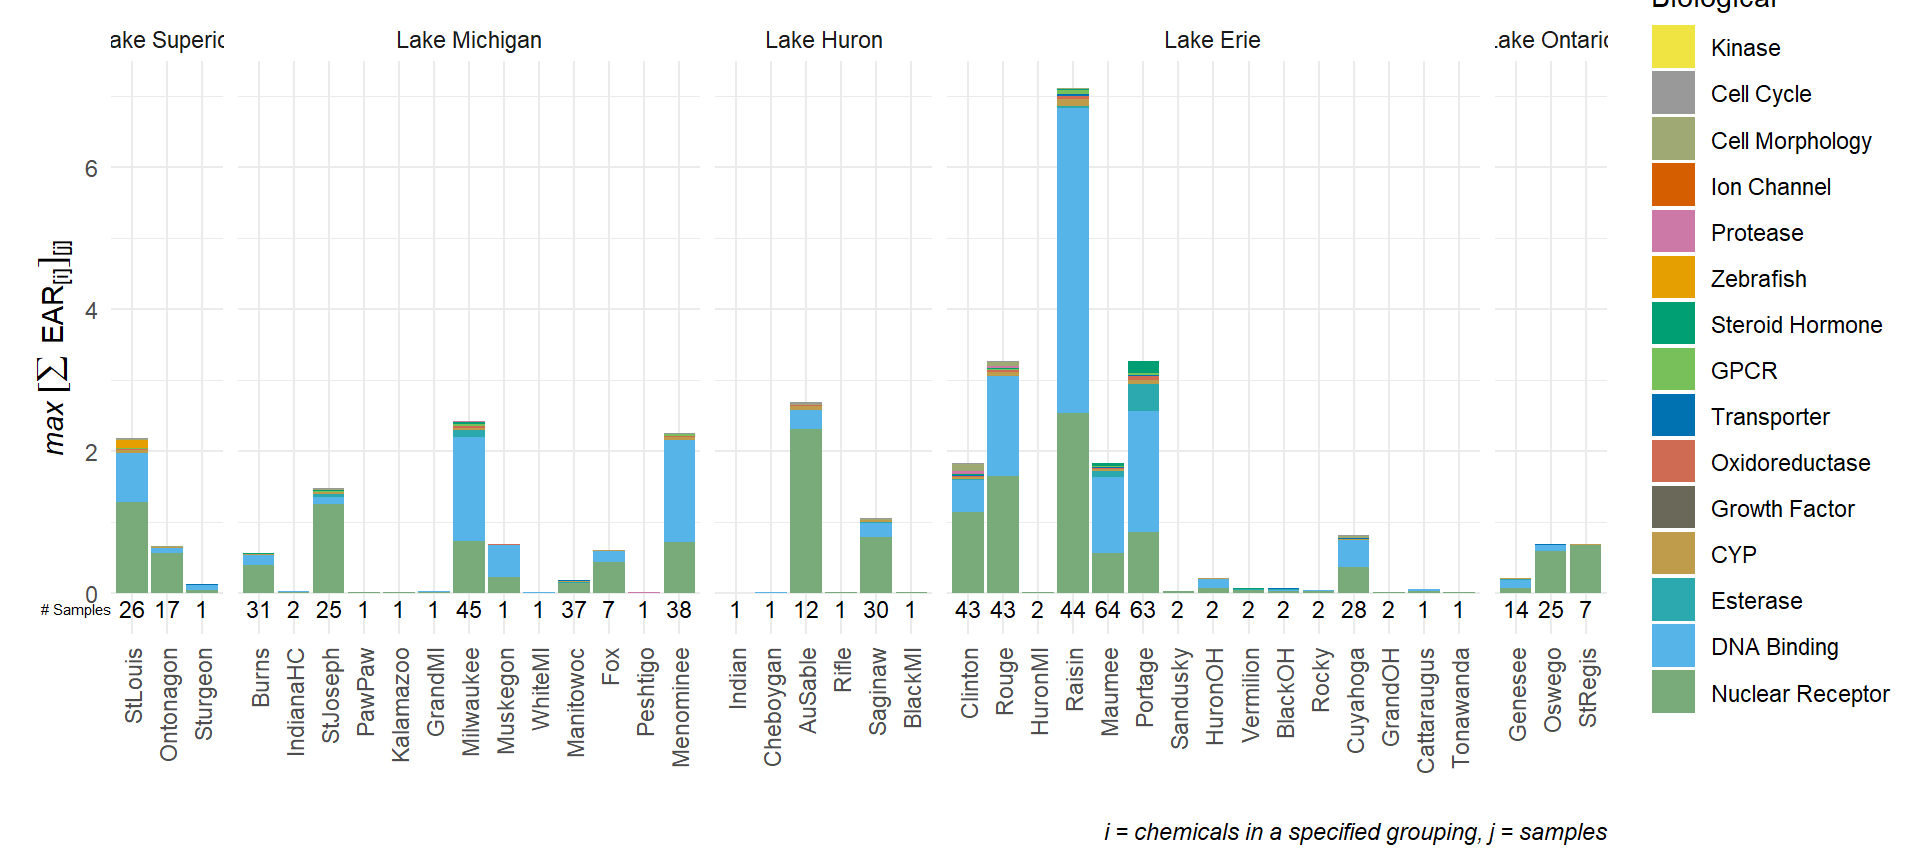 Biological
ake Superio
Lake Michigan
Lake Huron
Lake Erie
ake Ontario
Kinase
Cell Cycle
Cell Morphology
Ion Channel
Protease
Zebrafish
Steroid Hormone
GPCR
Transporter
Oxidoreductase
Growth Factor
CYP
Esterase
DNA Binding
Nuclear Receptor
max [∑ EAR[i]][j]
6
4
2
0
# Samples 26 17 1 31 2 25 1 1 1 45 1 1 37 7 1 38 1 1 12 1 30 1 43 43 2 44 64 63 2 2 2 2 2 28 2 1 1 14 25 7
StLouis
Ontonagon
Sturgeon
Burns
IndianaHC
StJoseph
PawPaw
Kalamazoo
GrandMI
Milwaukee
Muskegon
WhiteMI
Manitowoc
Fox
Peshtigo
Menominee
Indian
Cheboygan
AuSable
Rifle
Saginaw
BlackMI
Clinton
Rouge
HuronMI
Raisin
Maumee
Portage
Sandusky
HuronOH
Vermilion
BlackOH
Rocky
Cuyahoga
GrandOH
Cattaraugus
Tonawanda
Genesee
Oswego
StRegis
i = chemicals in a specified grouping, j = samples